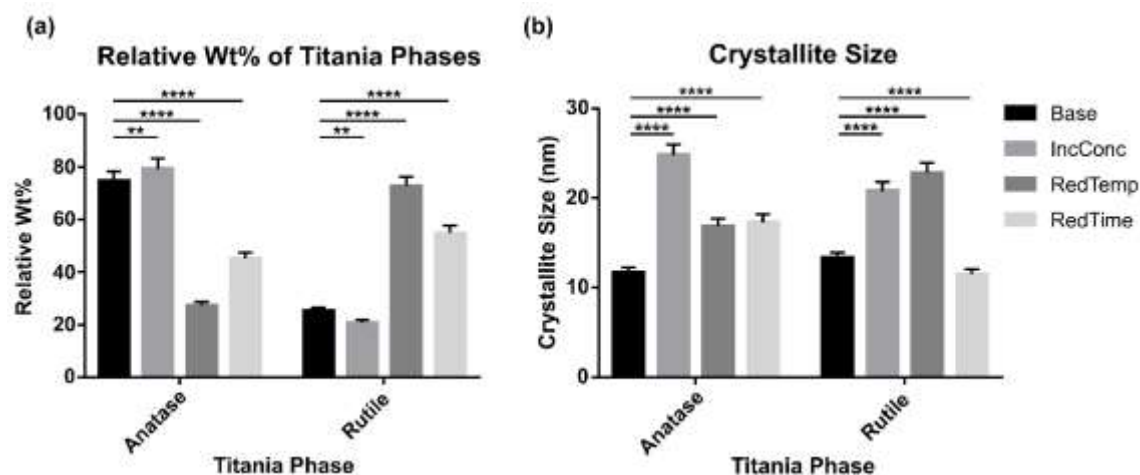 (a)
Relative Wt% of Titania Phases
****
****
**
****
****
**
100
80
60
40
20
0
Relative Wt%
Anatase
Rutile
Titania Phase
(b)
Crystallite Size
****
****
****
****
****
****
30
20
10
0
Crystallite Size (nm)
Anatase
Rutile
Titania Phase
Base
IncConc
RedTemp
RedTime